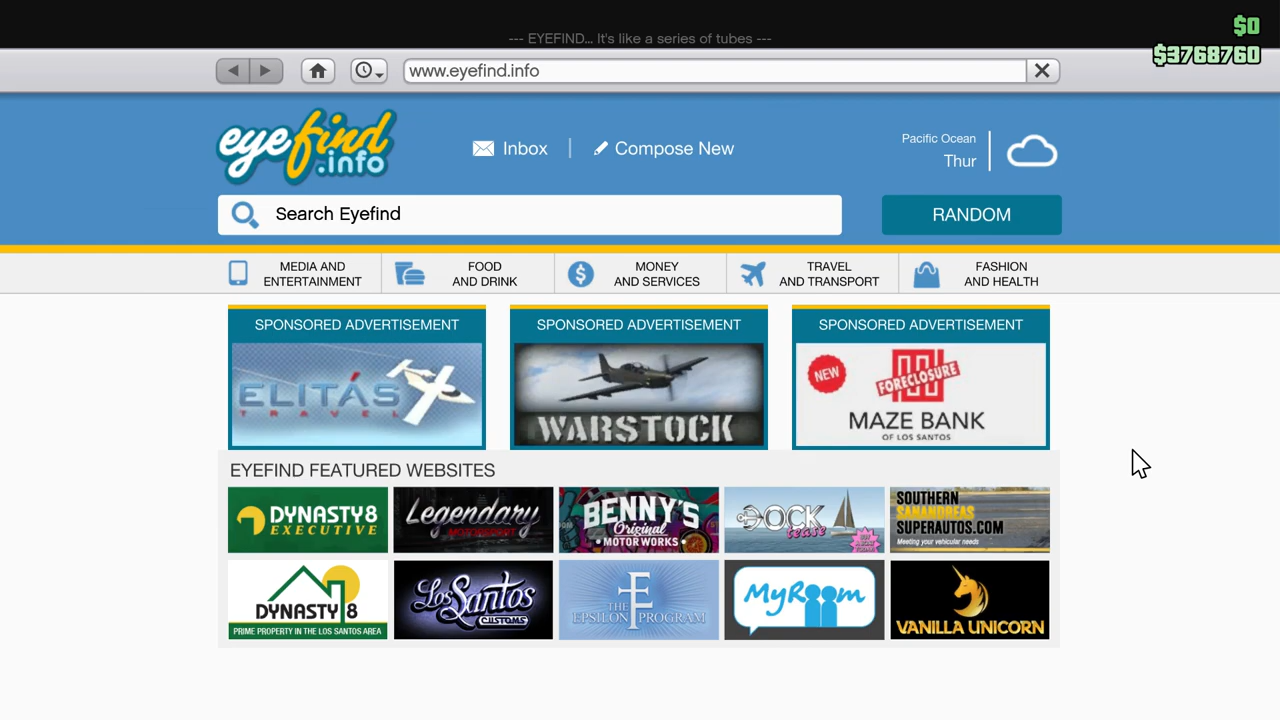 $0
--- EYEFIND... It's like a series of tubes ---
$3768760
www.eyefind.info
eyefind
.info
Inbox
Compose New
Pacific Ocean
Thur
Search Eyefind
RANDOM
MEDIA AND
ENTERTAINMENT
FOOD
AND DRINK
MONEY
AND SERVICES
TRAVEL
AND TRANSPORT
FASHION
AND HEALTH
SPONSORED ADVERTISEMENT
SPONSORED ADVERTISEMENT
SPONSORED ADVERTISEMENT
ELITÁS
TRAVEL
WARSTOCK
NEW
FORECLOSURE
MAZE BANK
OF LOS SANTOS
EYEFIND FEATURED WEBSITES
DYNASTY 8
EXECUTIVE
Legendary
MOTORSPORT
BENNY'S
Original
MOTOR WORKS
DOCK
tease
SOUTHERN
SAN ANDREAS
SUPERAUTOS.COM
Meeting your vehicular needs
DYNASTY 8
PRIME PROPERTY IN THE LOS SANTOS AREA
Los Santos
CUSTOMS
THE
EPSILON PROGRAM
MyRoom
VANILLA UNICORN